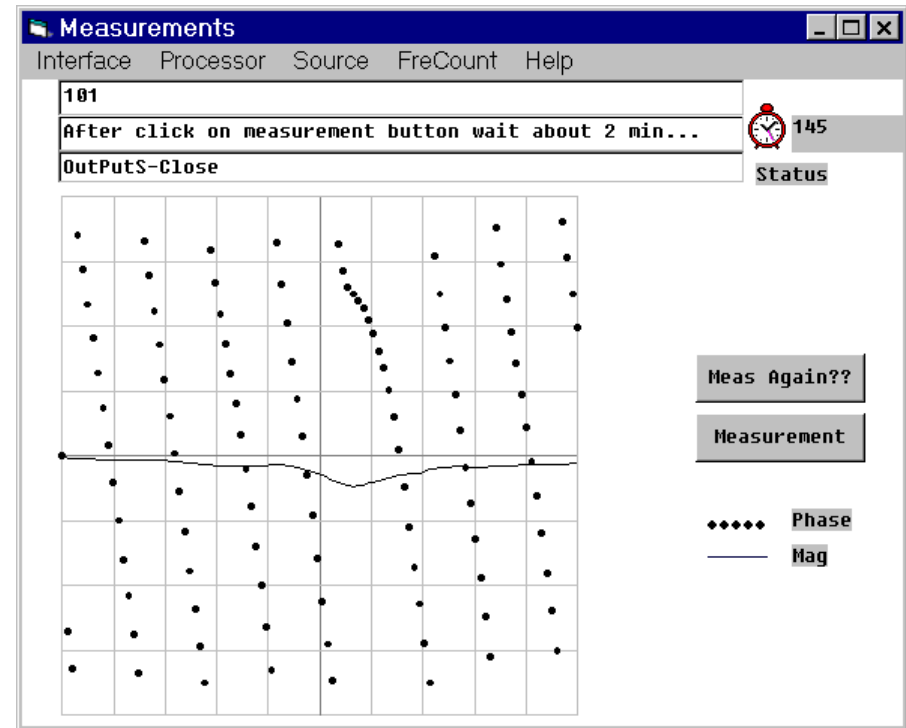 Measurements
Interface Processor Source FreCount Help
101
After click on measurement button wait about 2 min...
145
OutPutS-Close
Status
Meas Again??
Measurement
Phase
Mag